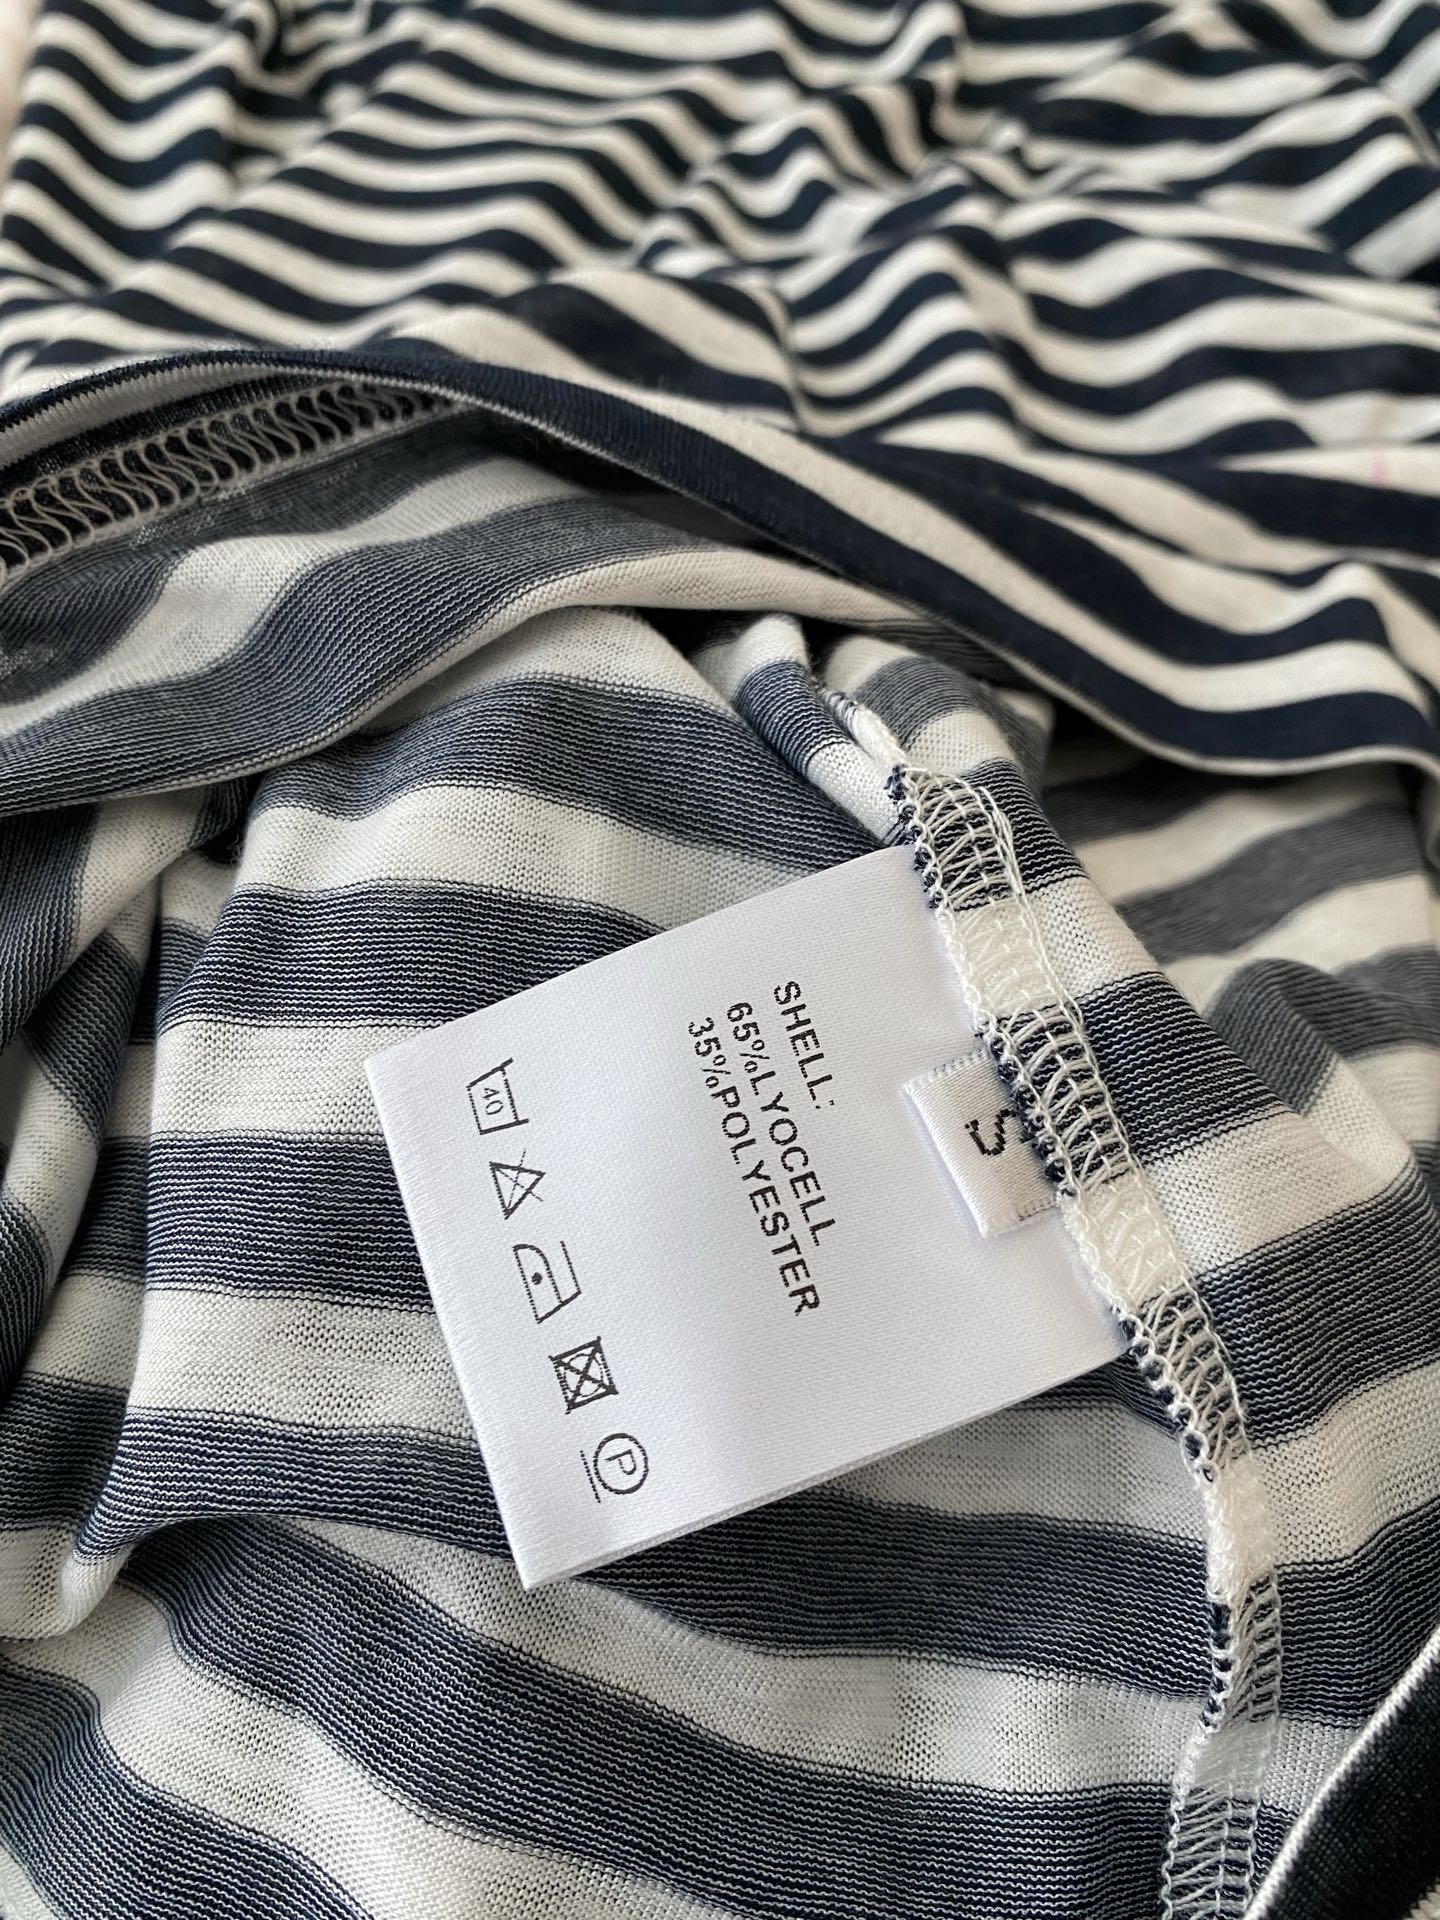 SHELL:
65%LYOCELL
35%POLYESTER
S
40
P